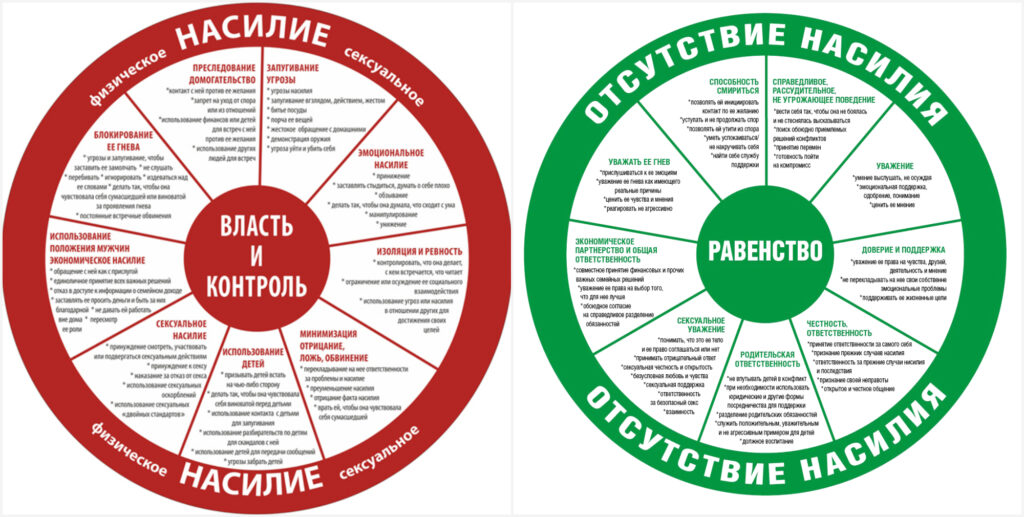 НАСИЛИЕ
физическое
сексуальное
ПРЕСЛЕДОВАНИЕ
ДОМОГАТЕЛЬСТВО
*контакт с ней против ее желания
* запрет на уход от спора
или из отношений
*использование финансов или детей
для встреч с ней
против ее желания
* использование других
людей для встреч
ЗАПУГИВАНИЕ
УГРОЗЫ
* угрозы насилия
* запугивание взглядом, действием, жестом
* битье посуды
* порча ее вещей
* жестокое обращение с домашними
* демонстрация оружия
* угроза уйти и убить себя
ЭМОЦИОНАЛЬНОЕ
НАСИЛИЕ
* принижение
* заставлять стыдиться, думать о себе плохо
* обзывание
* делать так, чтобы она думала, что сходит с ума
* манипулирование
* унижение
ИЗОЛЯЦИЯ И РЕВНОСТЬ
* контролировать, что она делает,
с кем встречается, что читает
* ограничение или осуждение ее социального
взаимодействия
* использование угроз или насилия
в отношении других для
достижения своих
целей
МИНИМИЗАЦИЯ
ОТРИЦАНИЕ,
ЛОЖЬ, ОБВИНЕНИЕ
* перекладывание на нее ответственности
за проблемы и насилие
* преуменьшение насилия
* отрицание факта насилия
* врать ей, чтобы она чувствовала
себя сумасшедшей
ИСПОЛЬЗОВАНИЕ
ДЕТЕЙ
* призывать детей встать
на чью-либо сторону
* делать так, чтобы она чувствовала
себя виноватой перед детьми
* использование контакта с детьми
для запугивания
* использование разбирательств по детям
для скандалов с ней
* использование детей для передачи сообщений
* угрозы забрать детей
СЕКСУАЛЬНОЕ
НАСИЛИЕ
* принуждение смотреть, участвовать
или подвергаться сексуальным действиям
* принуждение к сексу
* наказание за отказ от секса
* использование сексуальных
оскорблений
* использование сексуальных
«двойных стандартов»
ИСПОЛЬЗОВАНИЕ
ПОЛОЖЕНИЯ МУЖЧИН
ЭКОНОМИЧЕСКОЕ НАСИЛИЕ
* обращение с ней как с прислугой
* единоличное принятие всех важных решений
* отказ в доступе к информации о семейном доходе
* заставлять ее просить деньги и быть за них
благодарной * не давать ей работать
вне дома * пересмотр
ее роли
БЛОКИРОВАНИЕ
ЕЕ ГНЕВА
* угрозы и запугивание, чтобы
заставить ее замолчать * не слушать
* перебивать * игнорировать * издеваться над
ее словами * делать так, чтобы она
чувствовала себя сумасшедшей или виноватой
за проявления гнева
* постоянные встречные обвинения
ВЛАСТЬ
И
КОНТРОЛЬ
физическое
НАСИЛИЕ
сексуальное
ОТСУТСТВИЕ НАСИЛИЯ
СПОСОБНОСТЬ
СМИРИТЬСЯ
*позволять ей инициировать
контакт по ее желанию
*уступать и не продолжать спор
*позволять ей утити из спора
*уметь успокаиваться/
не накручивать себя
*найти себе службу
поддержки
СПРАВЕДЛИВОЕ,
РАССУДИТЕЛЬНОЕ,
НЕ УГРОЖАЮЩЕЕ ПОВЕДЕНИЕ
*вести себя так, чтобы она не боялась
и не стеснялась высказываться
*поиск обоюдно приемлемых
решений конфликтов
*принятие перемен
*готовность пойти
на компромисс
УВАЖЕНИЕ
*умение выслушать, не осуждая
*эмоциональная поддержка,
одобрение, понимание
*ценить ее мнение
ДОВЕРИЕ И ПОДДЕРЖКА
*уважение ее права на чувства, друзей,
деятельность и мнение
*не перекладывать на нее свои собственные
эмоциональные проблемы
*поддерживать ее жизненные цели
ЧЕСТНОСТЬ,
ОТВЕТСТВЕННОСТЬ
*принятие ответственности за самого себя
*признание прежних случаев насилия
*ответственность за прежние случаи насилия
и последствия
*признание своей неправоты
*открытое и честное общение
РОДИТЕЛЬСКАЯ
ОТВЕТСТВЕННОСТЬ
*не впутывать детей в конфликт
*при необходимости использовать
юридические и другие формы
посредничества для поддержки
*разделение родительских обязанностей
*служить положительным, уважительным
и не агрессивным примером для детей
*должное воспитание
СЕКСУАЛЬНОЕ
УВАЖЕНИЕ
*понимать, что это ее тело
и ее право соглашаться или нет
*принимать отрицательный ответ
*сексуальная честность и открытость
*безусловная любовь и чувства
*сексуальная поддержка
*ответственность
за безопасный секс
*взаимность
ЭКОНОМИЧЕСКОЕ
ПАРТНЕРСТВО И ОБЩАЯ
ОТВЕТСТВЕННОСТЬ
*совместное принятие финансовых и прочих
важных семейных решений
*уважение ее права на выбор того,
что для нее лучше
*обоюдное согласие
на справедливое разделение
обязанностей
УВАЖАТЬ ЕЕ ГНЕВ
*прислушиваться к ее эмоциям
*уважение ее гнева как имеющего
реальные причины
*ценить ее чувства и мнения
*реагировать не агрессивно
РАВЕНСТВО
ОТСУТСТВИЕ НАСИЛИЯ